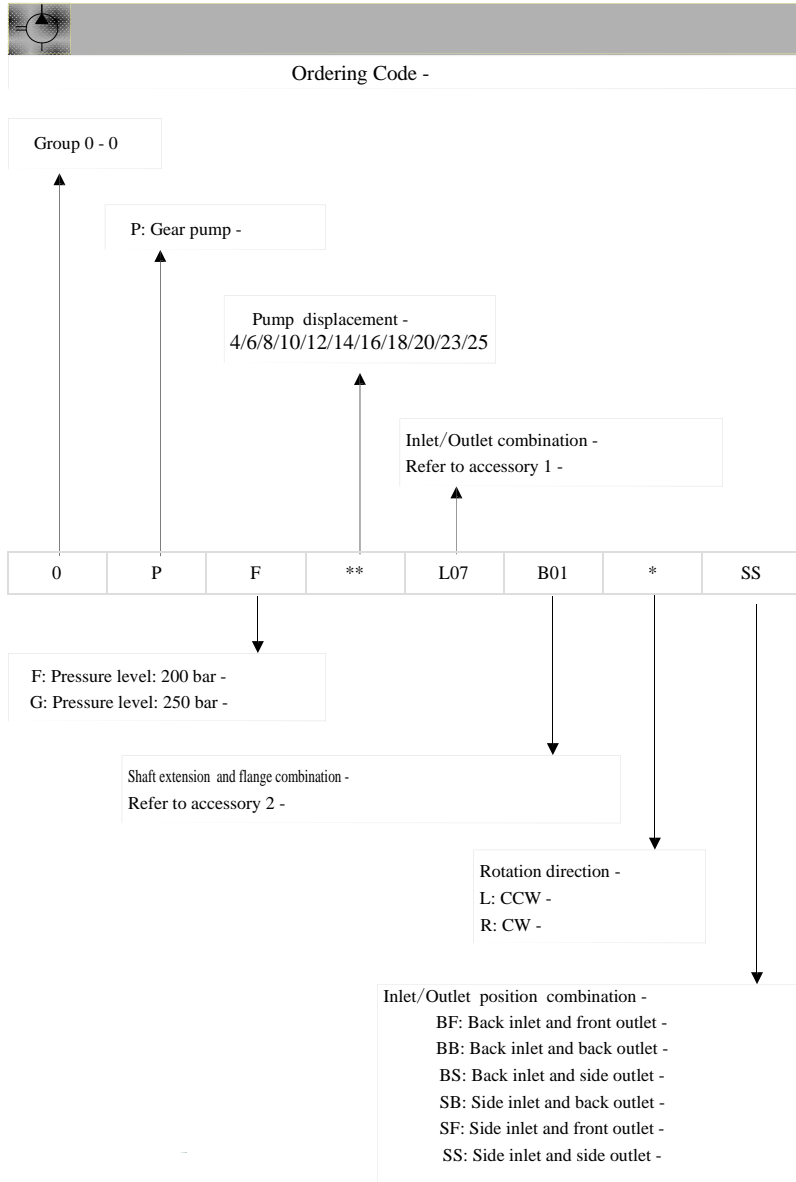 Ordering Code -
Group 0 - 0
P: Gear pump -
Pump displacement -
4/6/8/10/12/14/16/18/20/23/25
Inlet/Outlet combination -
Refer to accessory 1 -
0 P F ** L07 B01 * SS
F: Pressure level: 200 bar -
G: Pressure level: 250 bar -
Shaft extension and flange combination -
Refer to accessory 2 -
Rotation direction -
L: CCW -
R: CW -
Inlet/Outlet position combination -
BF: Back inlet and front outlet -
BB: Back inlet and back outlet -
BS: Back inlet and side outlet -
SB: Side inlet and back outlet -
SF: Side inlet and front outlet -
SS: Side inlet and side outlet -